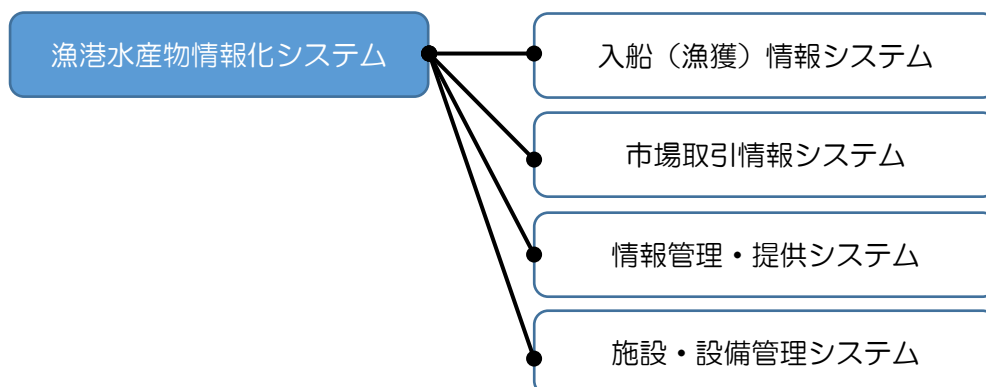 漁港水産物情報化システム
入船（漁獲）情報システム
市場取引情報システム
情報管理・提供システム
施設・設備管理システム